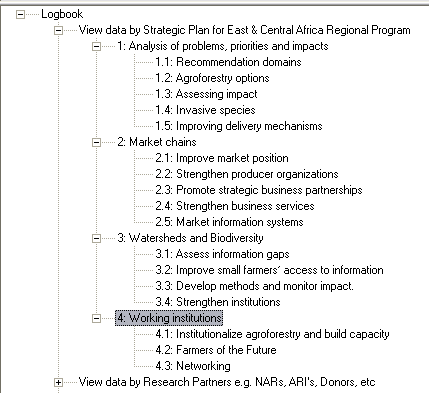 Logbook
View data by Strategic Plan for East & Central Africa Regional Program
1: Analysis of problems, priorities and impacts
1.1: Recommendation domains
1.2: Agroforestry options
1.3: Assessing impact
1.4: Invasive species
1.5: Improving delivery mechanisms
2: Market chains
2.1: Improve market position
2.2: Strengthen producer organizations
2.3: Promote strategic business partnerships
2.4: Strengthen business services
2.5: Market information systems
3: Watersheds and Biodiversity
3.1: Assess information gaps
3.2: Improve small farmers´ access to information
3.3: Develop methods and monitor impact.
3.4: Strengthen institutions
4: Working institutions
4.1: Institutionalize agroforestry and build capacity
4.2: Farmers of the Future
4.3: Networking
View data by Research Partners e.g. NARs, ARI's, Donors, etc